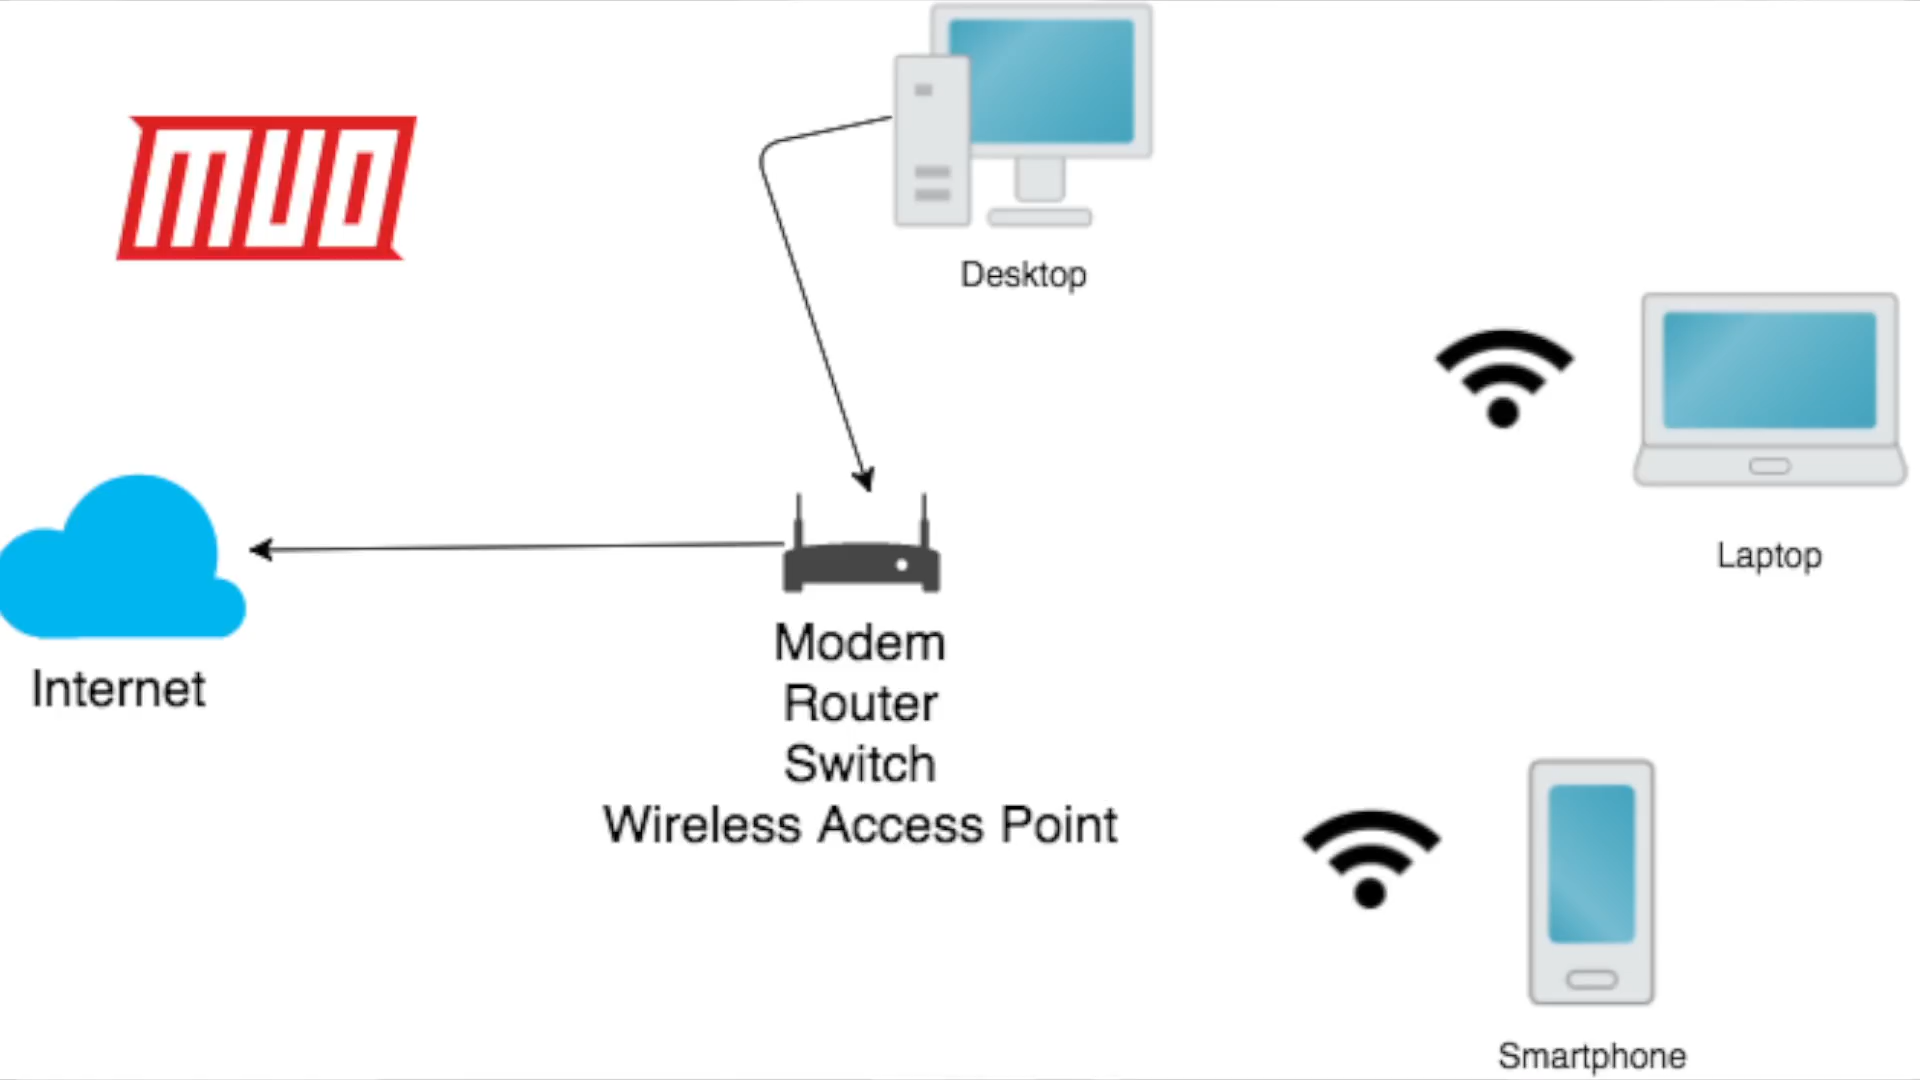 MUO
Desktop
Laptop
Internet
Modem
Router
Switch
Wireless Access Point
Smartphone